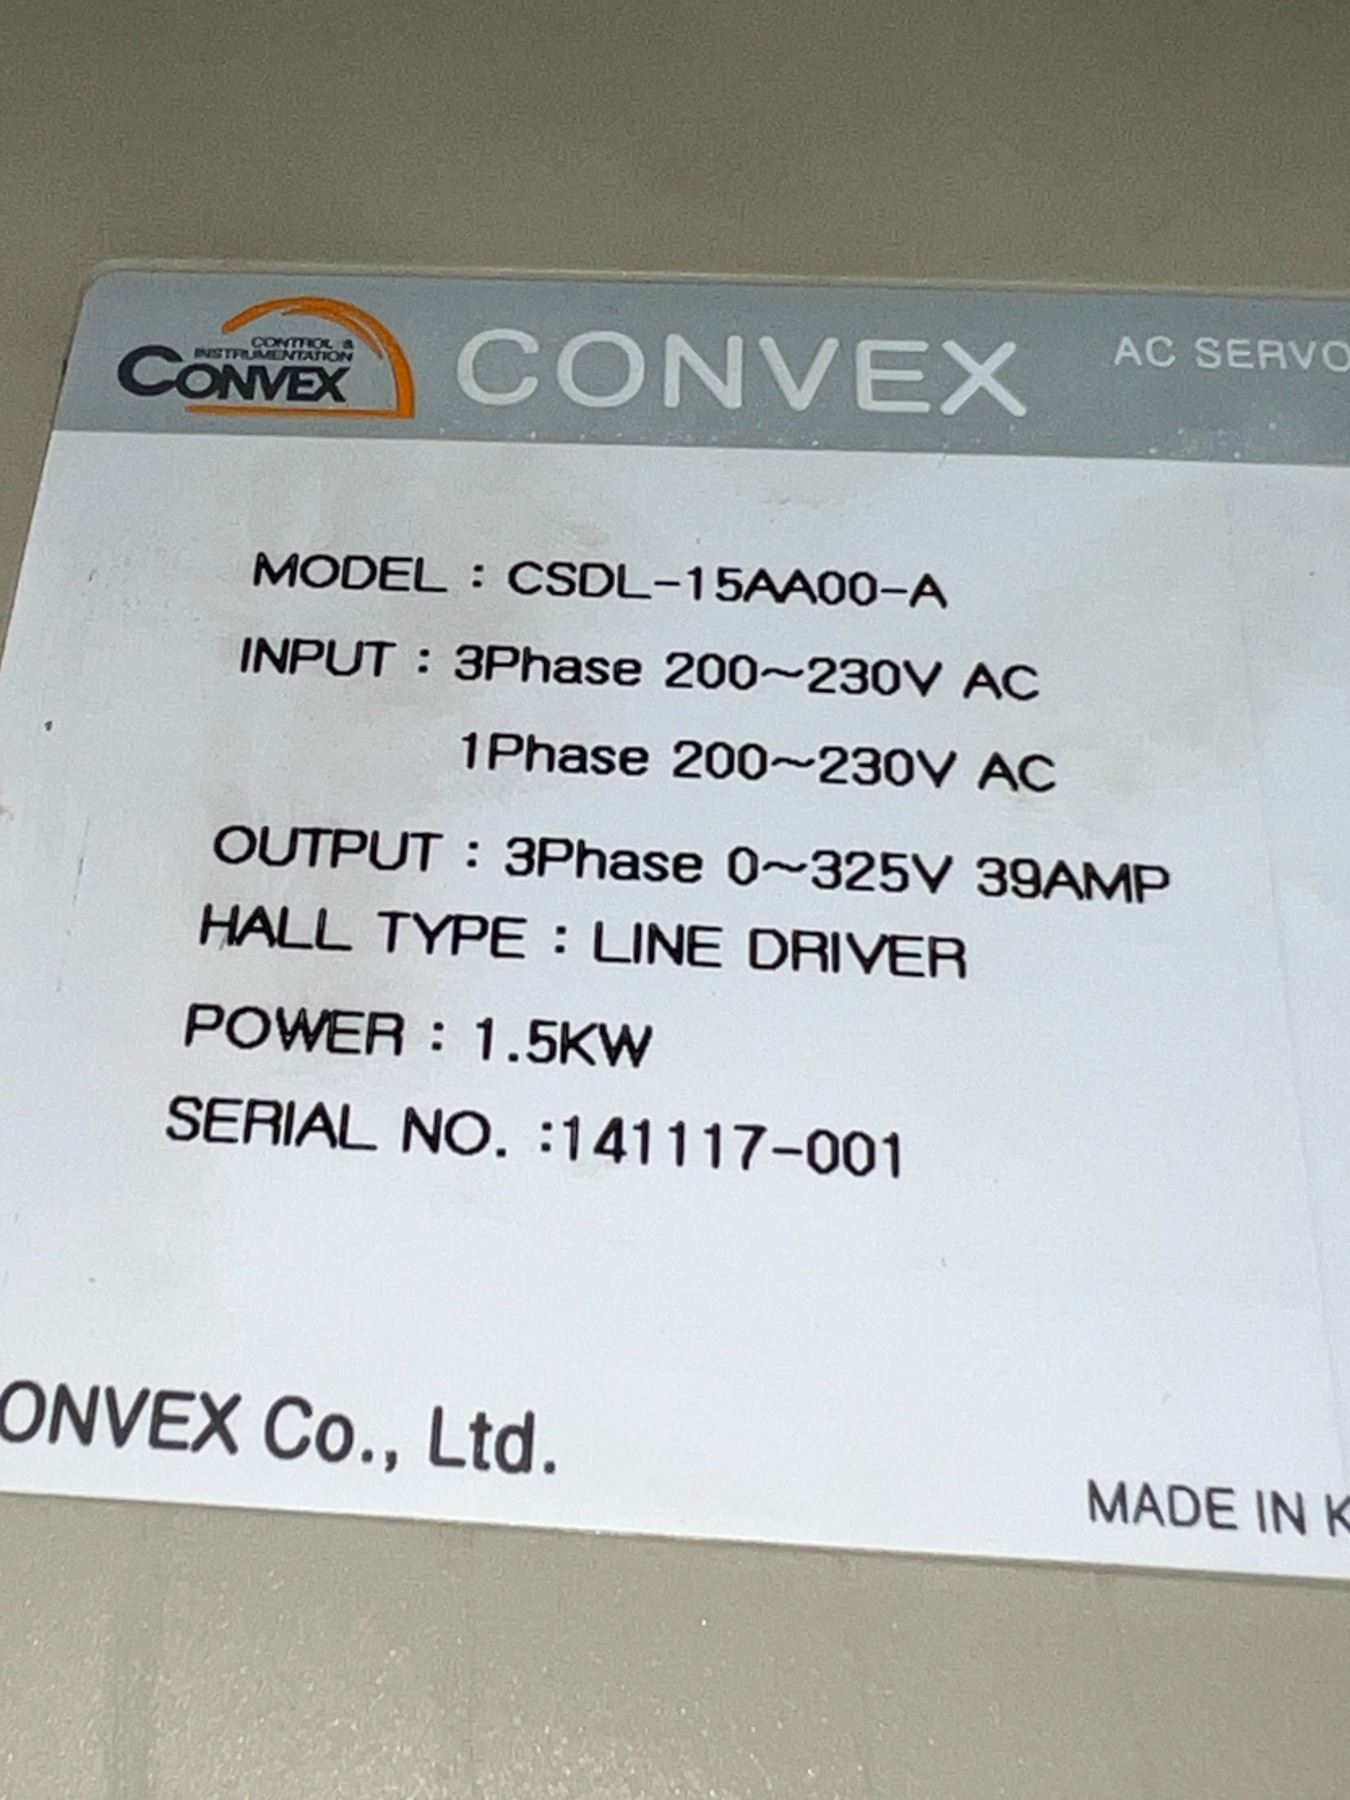 CONTROL &
INSTRUMENTATION
CONVEX
CONVEX
AC SERVO
MODEL : CSDL-15AA00-A
INPUT : 3Phase 200~230V AC
1Phase 200~230V AC
OUTPUT : 3Phase 0~325V 39AMP
HALL TYPE : LINE DRIVER
POWER : 1.5KW
SERIAL NO. :141117-001
ONVEX Co., Ltd.
MADE IN K